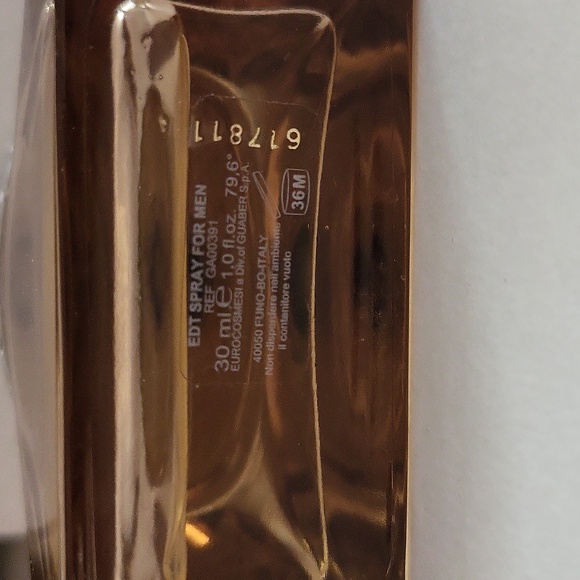 EDT SPRAY FOR MEN
REF GA00391
30 ml e 1,0 fl.oz. 79,6°
EUROCOSMESI a Div.of GUABER S.p.A.
40050 FUNO-BO-ITALY
Non disperdere nell'ambiente
il contenitore vuoto
36M